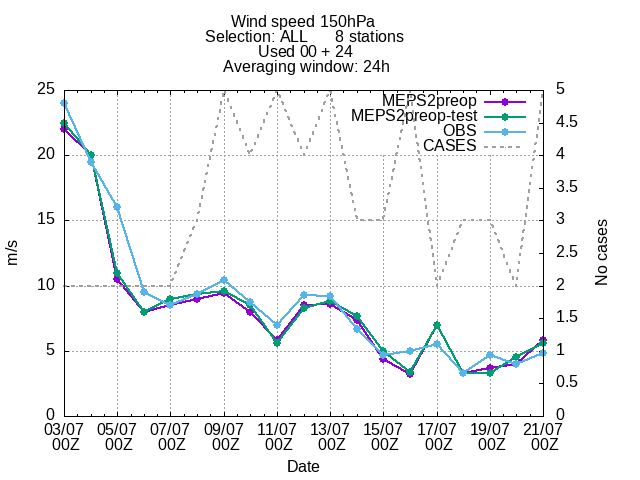 Wind speed 150hPa
Selection: ALL 8 stations
Used 00 + 24
Averaging window: 24h
25
20
15
10
5
0
m/s
5
4.5
4
3.5
3
2.5
2
1.5
1
0.5
0
No cases
MEPS2preop
MEPS2preop-test
OBS
CASES
03/07 05/07 07/07 09/07 11/07 13/07 15/07 17/07 19/07 21/07
00Z 00Z 00Z 00Z 00Z 00Z 00Z 00Z 00Z 00Z
Date